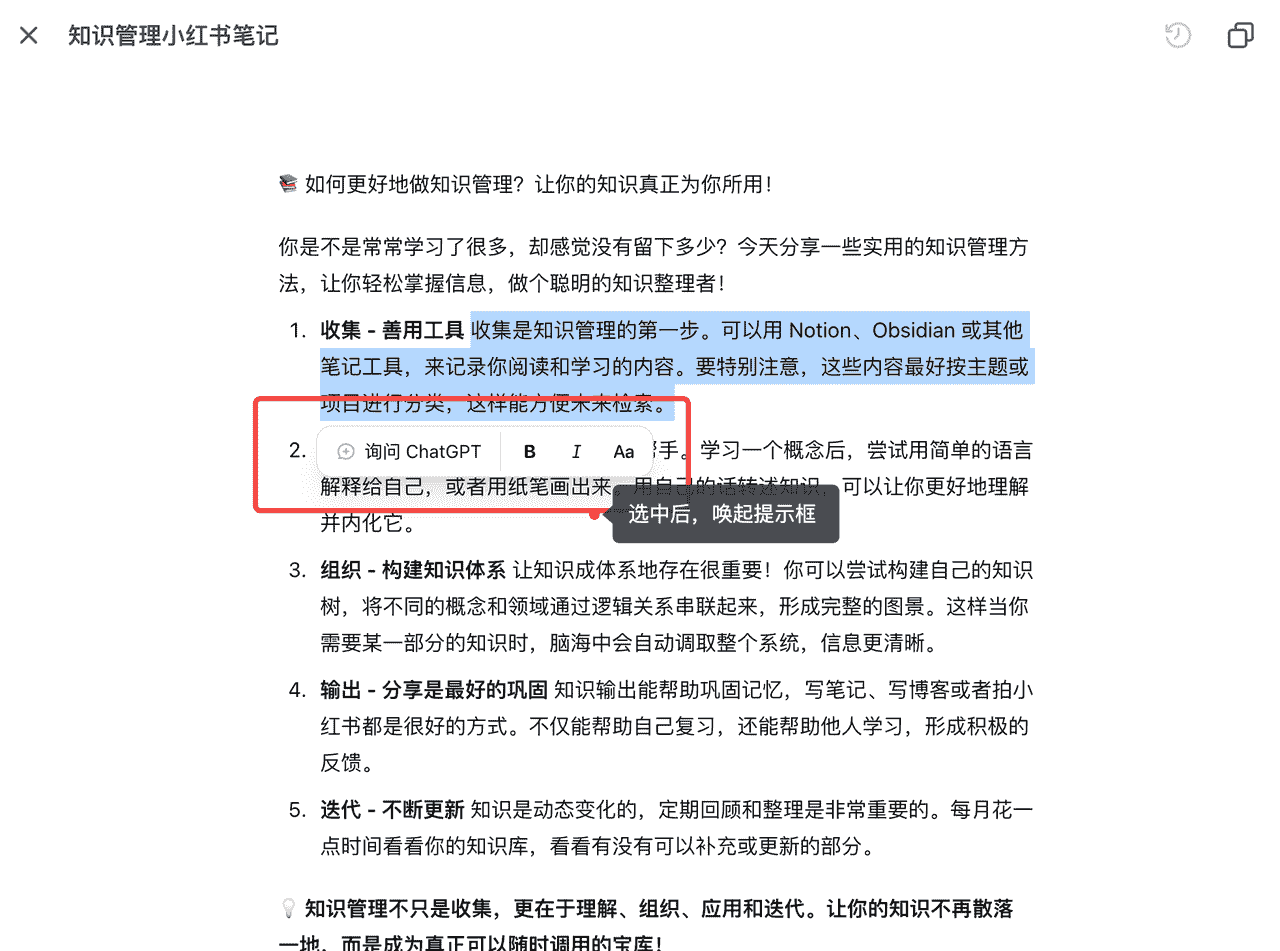 知识管理小红书笔记
📚 如何更好地做知识管理？让你的知识真正为你所用！
你是不是常常学习了很多，却感觉没有留下多少？今天分享一些实用的知识管理方
法，让你轻松掌握信息，做个聪明的知识整理者！
1. 收集 - 善用工具 收集是知识管理的第一步。可以用 Notion、Obsidian 或其他
笔记工具，来记录你阅读和学习的内容。要特别注意，这些内容最好按主题或
项目进行分类，这样能方便未来检索。
询问 ChatGPT B I Aa
2. 手。学习一个概念后，尝试用简单的语言
解释给自己，或者用纸笔画出来。用自己的话转述知识，可以让你更好地理解
选中后，唤起提示框
并内化它。
3. 组织 - 构建知识体系 让知识成体系地存在很重要！你可以尝试构建自己的知识
树，将不同的概念和领域通过逻辑关系串联起来，形成完整的图景。这样当你
需要某一部分的知识时，脑海中会自动调取整个系统，信息更清晰。
4. 输出 - 分享是最好的巩固 知识输出能帮助巩固记忆，写笔记、写博客或者拍小
红书都是很好的方式。不仅能帮助自己复习，还能帮助他人学习，形成积极的
反馈。
5. 迭代 - 不断更新 知识是动态变化的，定期回顾和整理是非常重要的。每月花一
点时间看看你的知识库，看看有没有可以补充或更新的部分。
💡 知识管理不只是收集，更在于理解、组织、应用和迭代。让你的知识不再散落
一地，而是成为真正可以随时调用的宝库！